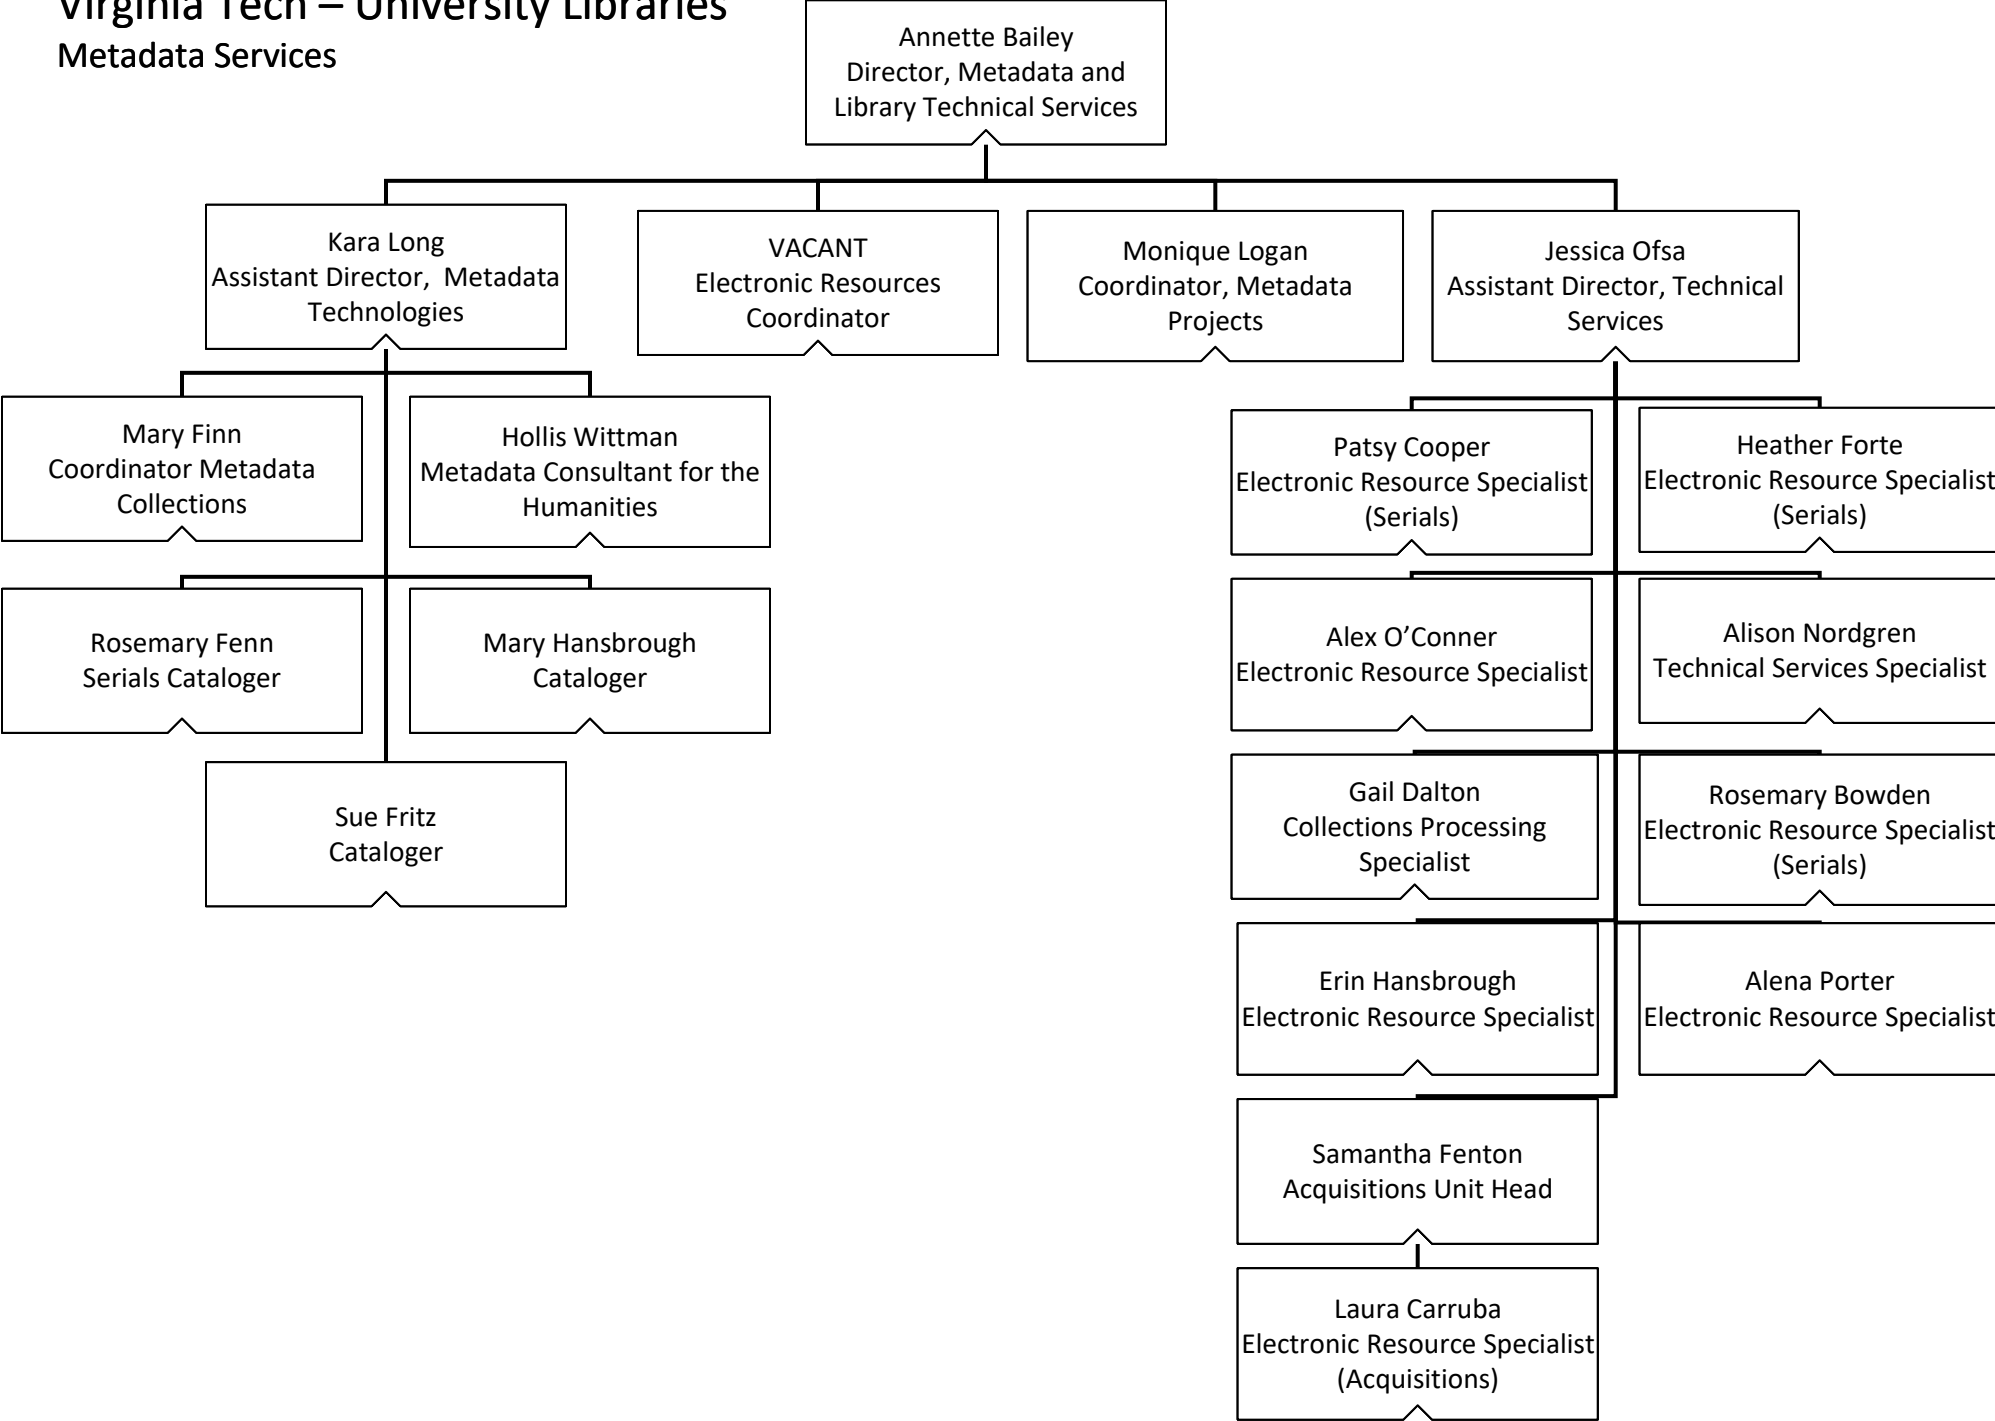 Virginia Tech – University Libraries
Metadata Services
Annette Bailey
Director, Metadata and
Library Technical Services
Kara Long
Assistant Director,  Metadata
Technologies
VACANT
Electronic Resources
Coordinator
Monique Logan
Coordinator, Metadata
Projects
Jessica Ofsa
Assistant Director, Technical
Services
Mary Finn
Coordinator Metadata
Collections
Hollis Wittman
Metadata Consultant for the
Humanities
Patsy Cooper
Electronic Resource Specialist
(Serials)
Heather Forte
Electronic Resource Specialist
(Serials)
Rosemary Fenn
Serials Cataloger
Mary Hansbrough
Cataloger
Alex O’Conner
Electronic Resource Specialist
Alison Nordgren
Technical Services Specialist
Sue Fritz
Cataloger
Gail Dalton
Collections Processing
Specialist
Rosemary Bowden
Electronic Resource Specialist
(Serials)
Erin Hansbrough
Electronic Resource Specialist
Alena Porter
Electronic Resource Specialist
Samantha Fenton
Acquisitions Unit Head
Laura Carruba
Electronic Resource Specialist
(Acquisitions)